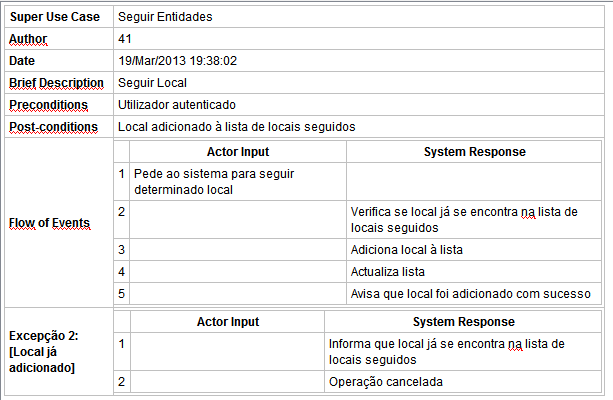 Super Use Case Seguir Entidades
Author 41
Date 19/Mar/2013 19:38:02
Brief Description Seguir Local
Preconditions Utilizador autenticado
Post-conditions Local adicionado à lista de locais seguidos
Flow of Events
Actor Input System Response
1 Pede ao sistema para seguir
determinado local
2 Verifica se local já se encontra na lista de
locais seguidos
3 Adiciona local à lista
4 Actualiza lista
5 Avisa que local foi adicionado com sucesso
Excepção 2:
[Local já
adicionado]
Actor Input System Response
1 Informa que local já se encontra na lista de
locais seguidos
2 Operação cancelada